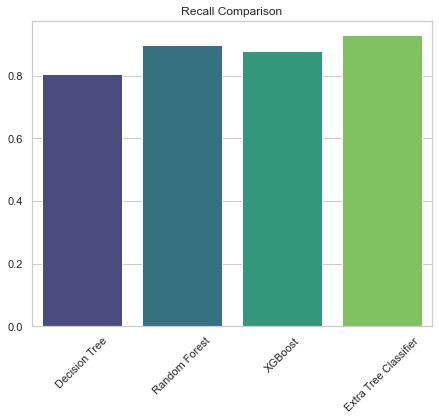 Recall Comparison
0.8
0.6
0.4
0.2
0.0
Decision Tree
Random Forest
XGBoost
Extra Tree Classifier